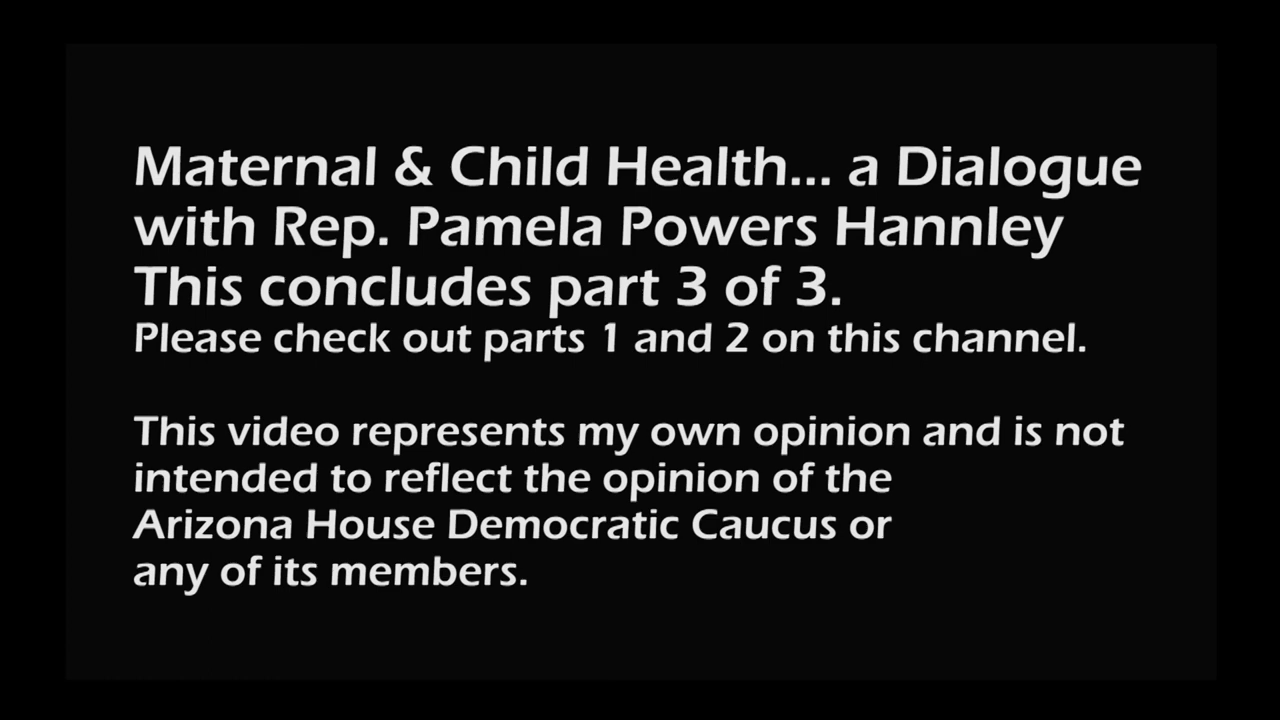 Maternal & Child Health... a Dialogue
with Rep. Pamela Powers Hannley
This concludes part 3 of 3.
Please check out parts 1 and 2 on this channel.
This video represents my own opinion and is not
intended to reflect the opinion of the
Arizona House Democratic Caucus or
any of its members.